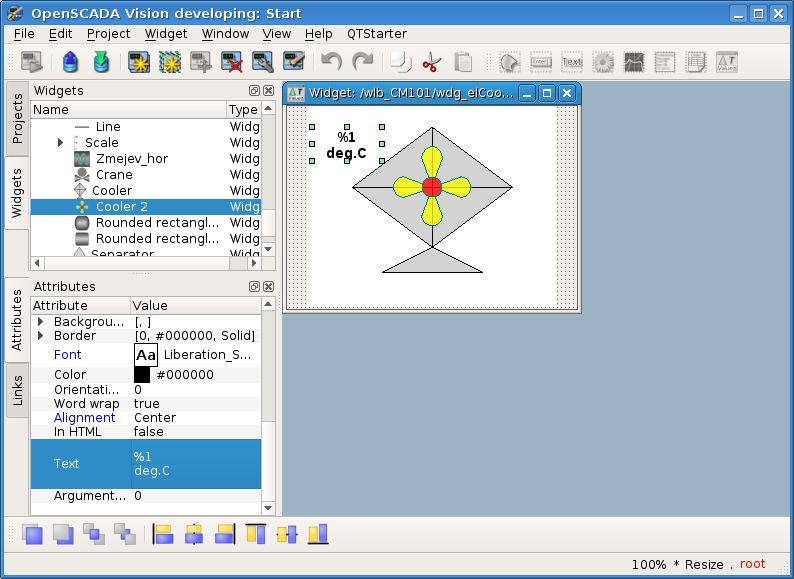 OpenSCADA Vision developing: Start
File Edit Project Widget Window View Help QTStarter
Projects
Widgets
Attributes
Links
Widgets
Name Type
Line Widg
Scale Widg
Zmejev_hor Widg
Crane Widg
Cooler Widg
Cooler 2 Widg
Rounded rectangl... Widg
Rounded rectangl... Widg
Separator Widg
Attributes
Attribute Value
Backgrou... [, ]
Border [0, #000000, Solid]
Font Aa Liberation_S...
Color #000000
Orientati... 0
Word wrap true
Alignment Center
In HTML false
Text %1
deg.C
Argument... 0
Widget: /wlb_CM101/wdg_elCoo...
%1
deg.C
100% * Resize . root